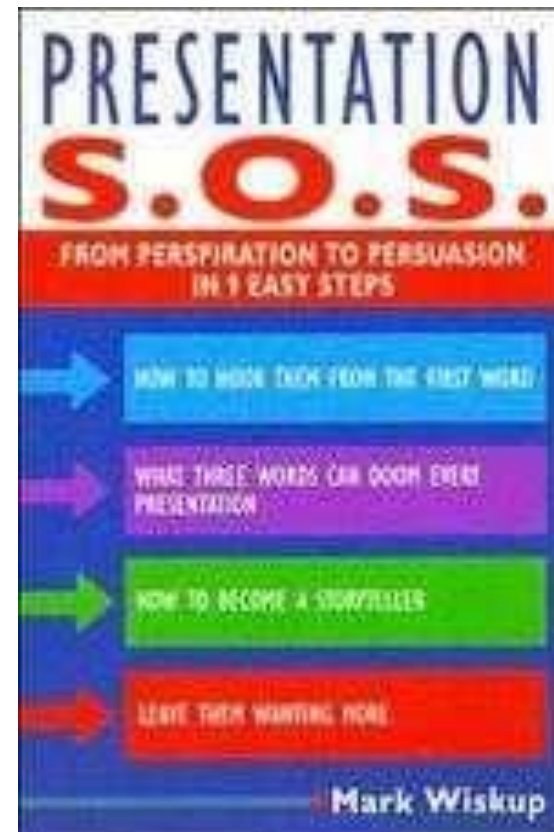 PRESENTATION
S.O.S.
FROM PERSPIRATION TO PERSUASION
IN 9 EASY STEPS
HOW TO HOOK THEM FROM THE FIRST WORD
WHAT THREE WORDS CAN DOOM EVERY
PRESENTATION
HOW TO BECOME A STORYTELLER
LEAVE THEM WANTING MORE
Mark Wiskup